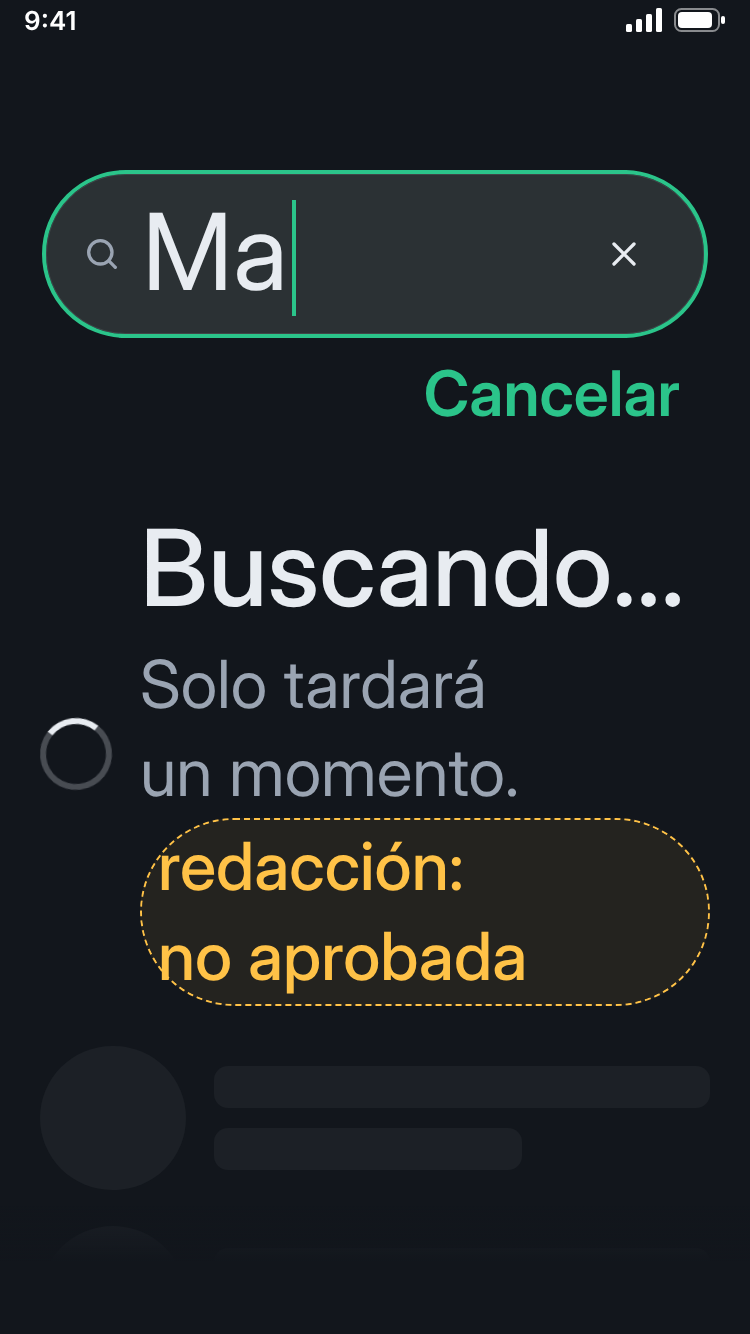 9:41
Ma
Cancelar
Buscando...
Solo tardará
un momento.
redacción:
no aprobada